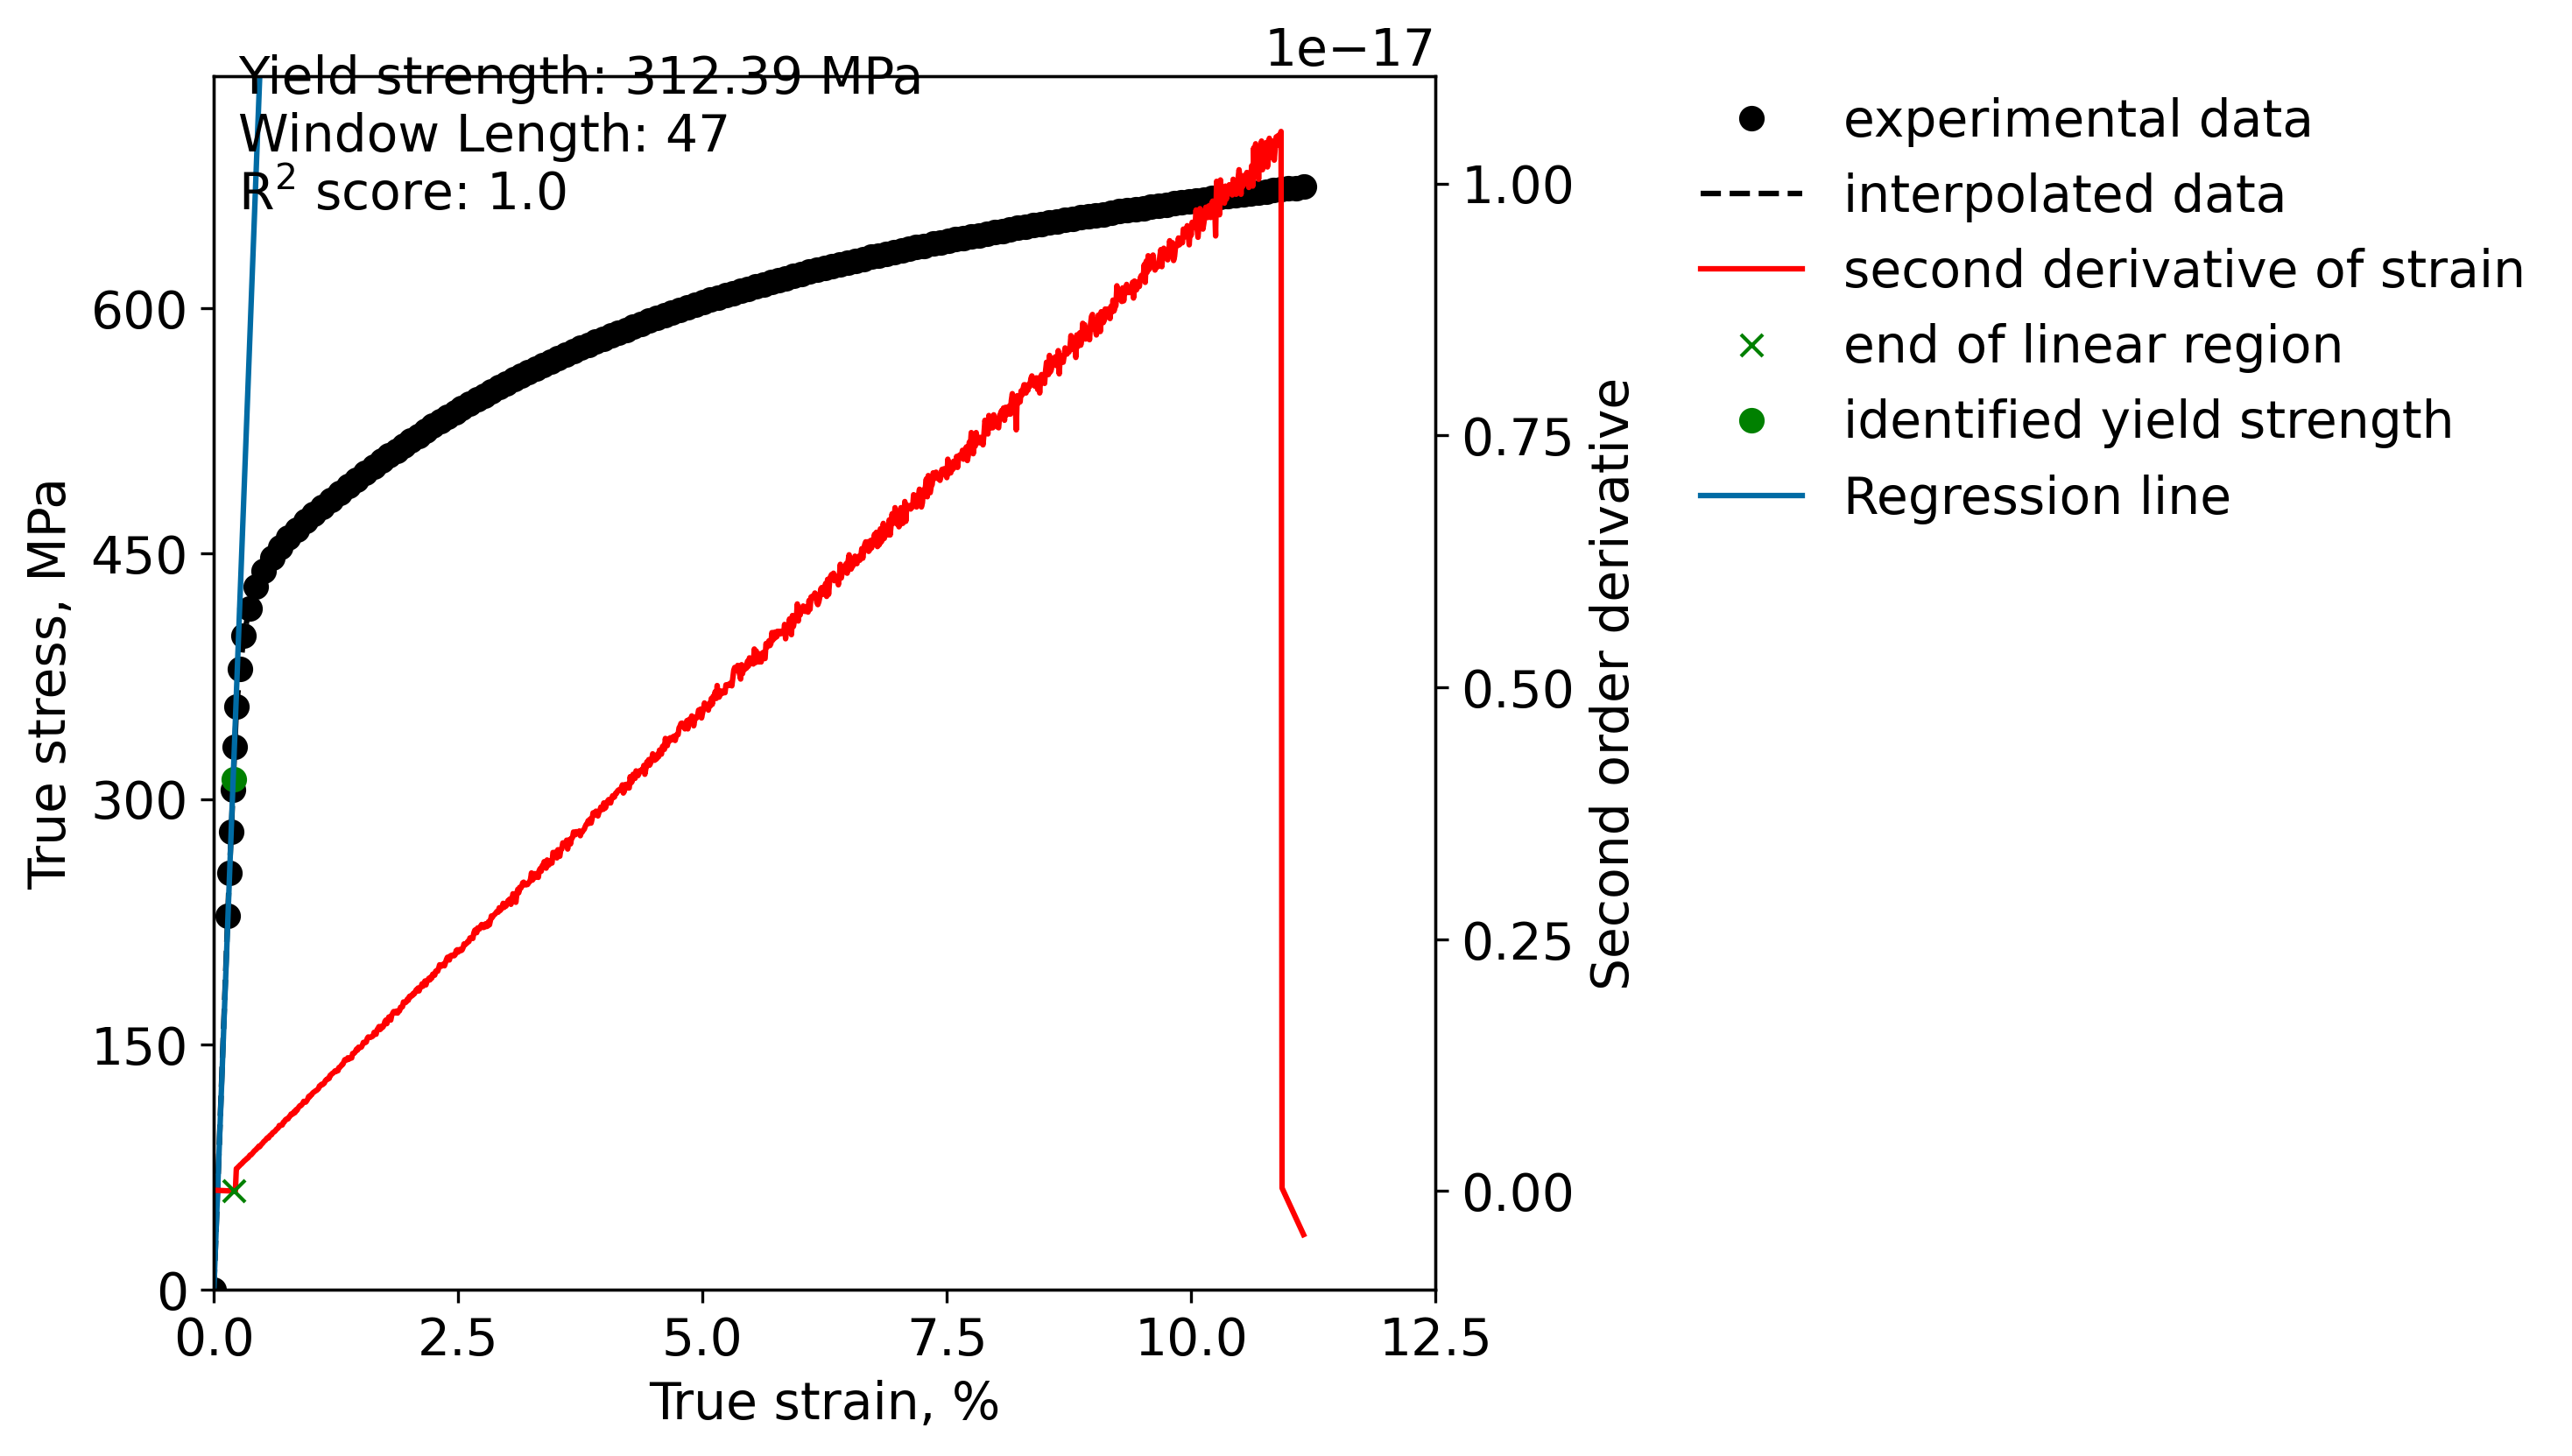 1e−17
Yield strength: 312.39 MPa
Window Length: 47
R² score: 1.0
True stress, MPa
600
450
300
150
0
0.0 2.5 5.0 7.5 10.0 12.5
True strain, %
1.00
0.75
0.50
0.25
0.00
Second order derivative
experimental data
interpolated data
second derivative of strain
end of linear region
identified yield strength
Regression line